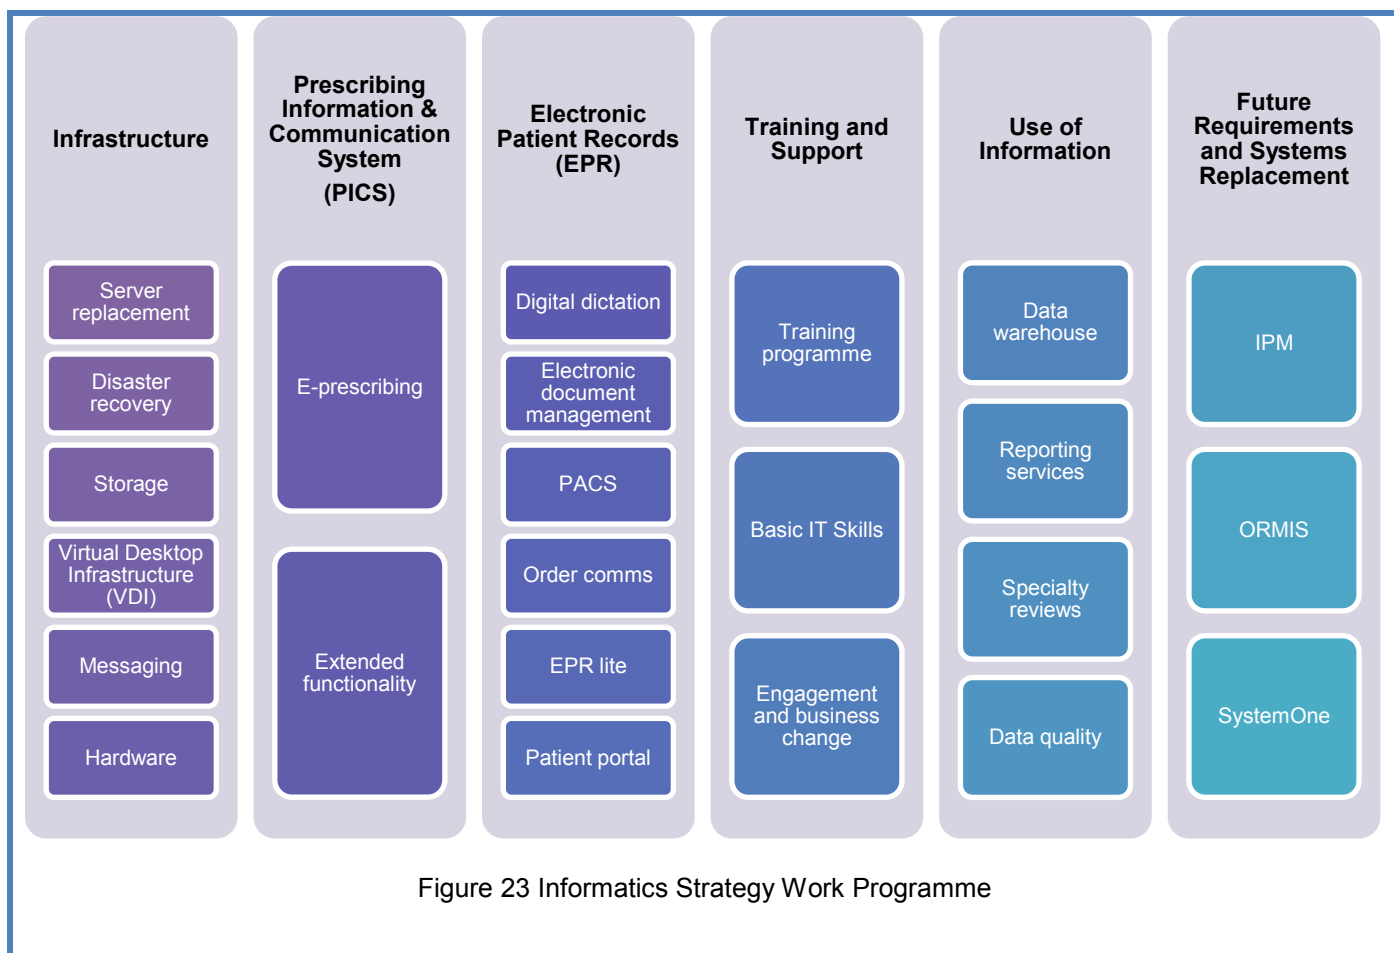 Infrastructure
Server
replacement
Disaster
recovery
Storage
Virtual Desktop
Infrastructure
(VDI)
Messaging
Hardware
Prescribing
Information &
Communication
System
(PICS)
E-prescribing
Extended
functionality
Electronic
Patient Records
(EPR)
Digital dictation
Electronic
document
management
PACS
Order comms
EPR lite
Patient portal
Training and
Support
Training
programme
Basic IT Skills
Engagement
and business
change
Use of
Information
Data
warehouse
Reporting
services
Specialty
reviews
Data quality
Future
Requirements
and Systems
Replacement
IPM
ORMIS
SystemOne
Figure 23 Informatics Strategy Work Programme